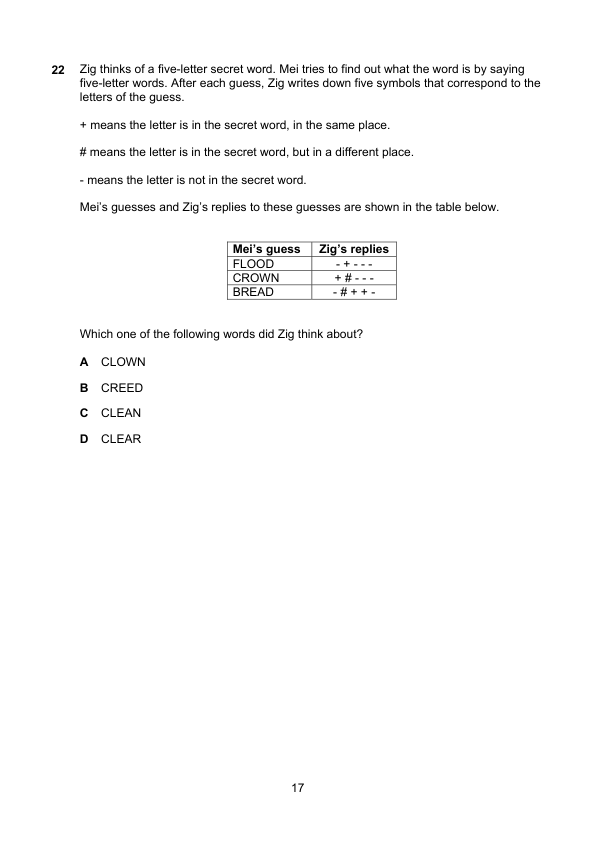 22 Zig thinks of a five-letter secret word. Mei tries to find out what the word is by saying
five-letter words. After each guess, Zig writes down five symbols that correspond to the
letters of the guess.
+ means the letter is in the secret word, in the same place.
# means the letter is in the secret word, but in a different place.
- means the letter is not in the secret word.
Mei's guesses and Zig's replies to these guesses are shown in the table below.
Mei's guess Zig's replies
FLOOD - + - - -
CROWN + # - - -
BREAD - # + + -
Which one of the following words did Zig think about?
A CLOWN
B CREED
C CLEAN
D CLEAR
17